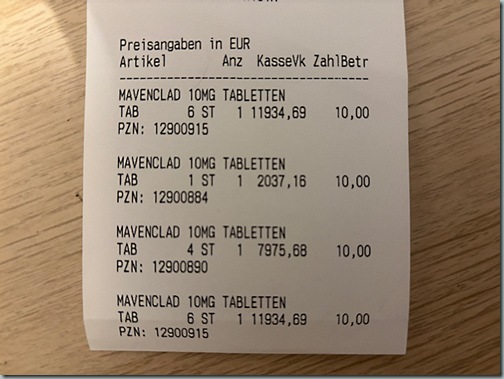 Preisangaben in EUR
Artikel Anz KasseVk ZahlBetr
MAVENCLAD 10MG TABLETTEN
TAB 6 ST 1 11934,69 10,00
PZN: 12900915
MAVENCLAD 10MG TABLETTEN
TAB 1 ST 1 2037,16 10,00
PZN: 12900884
MAVENCLAD 10MG TABLETTEN
TAB 4 ST 1 7975,68 10,00
PZN: 12900890
MAVENCLAD 10MG TABLETTEN
TAB 6 ST 1 11934,69 10,00
PZN: 12900915